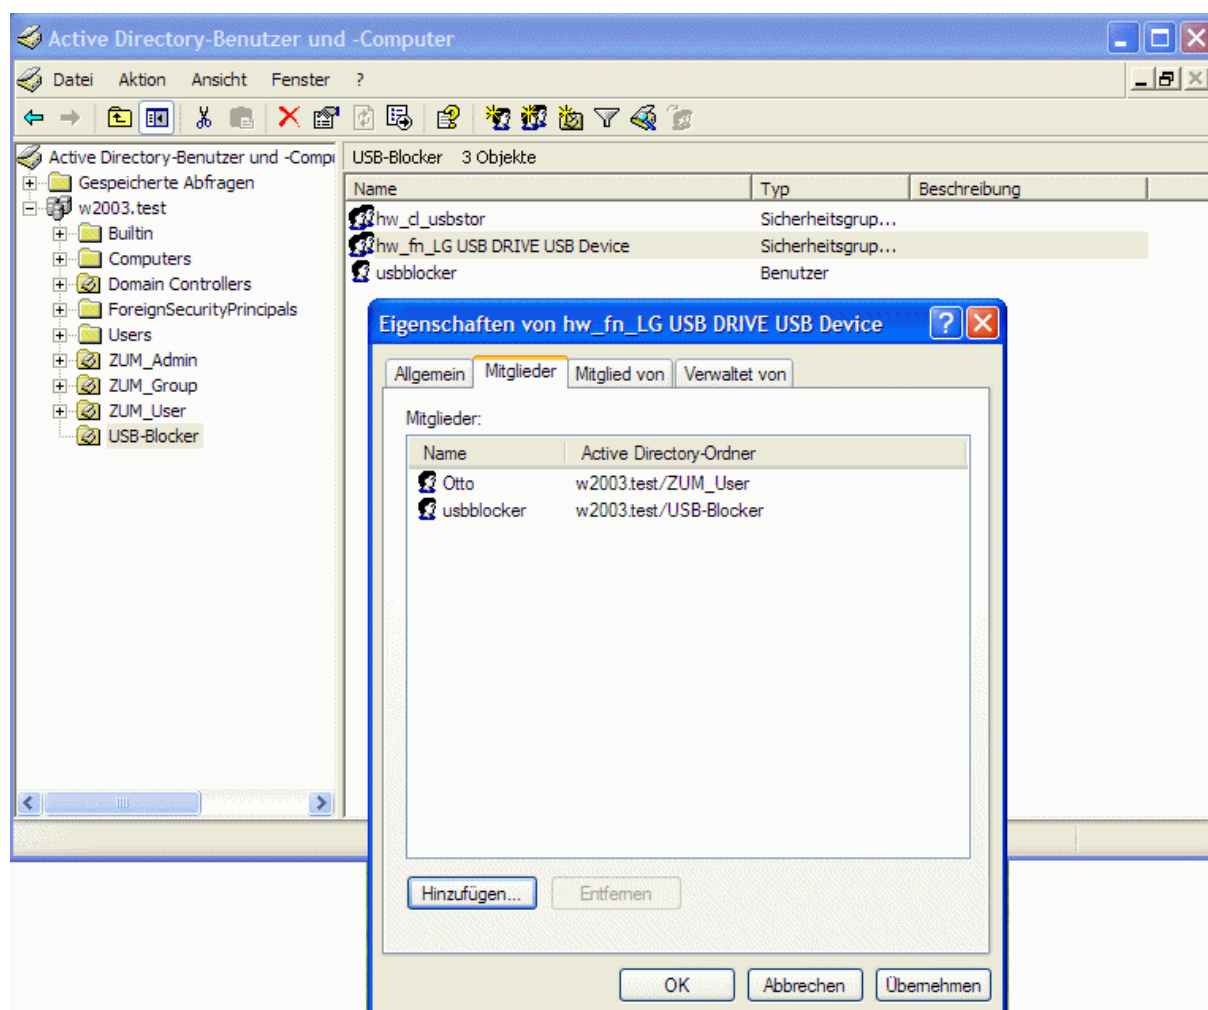 Active Directory-Benutzer und -Computer
Datei Aktion Ansicht Fenster ?
Active Directory-Benutzer und -Compu
Gespeicherte Abfragen
w2003.test
Builtin
Computers
Domain Controllers
ForeignSecurityPrincipals
Users
ZUM_Admin
ZUM_Group
ZUM_User
USB-Blocker
USB-Blocker 3 Objekte
Name Typ Beschreibung
hw_cl_usbstor Sicherheitsgrup...
hw_fn_LG USB DRIVE USB Device Sicherheitsgrup...
usbblocker Benutzer
Eigenschaften von hw_fn_LG USB DRIVE USB Device
Allgemein Mitglieder Mitglied von Verwaltet von
Mitglieder:
Name Active Directory-Ordner
Otto w2003.test/ZUM_User
usbblocker w2003.test/USB-Blocker
Hinzufügen... Entfernen
OK Abbrechen Übernehmen